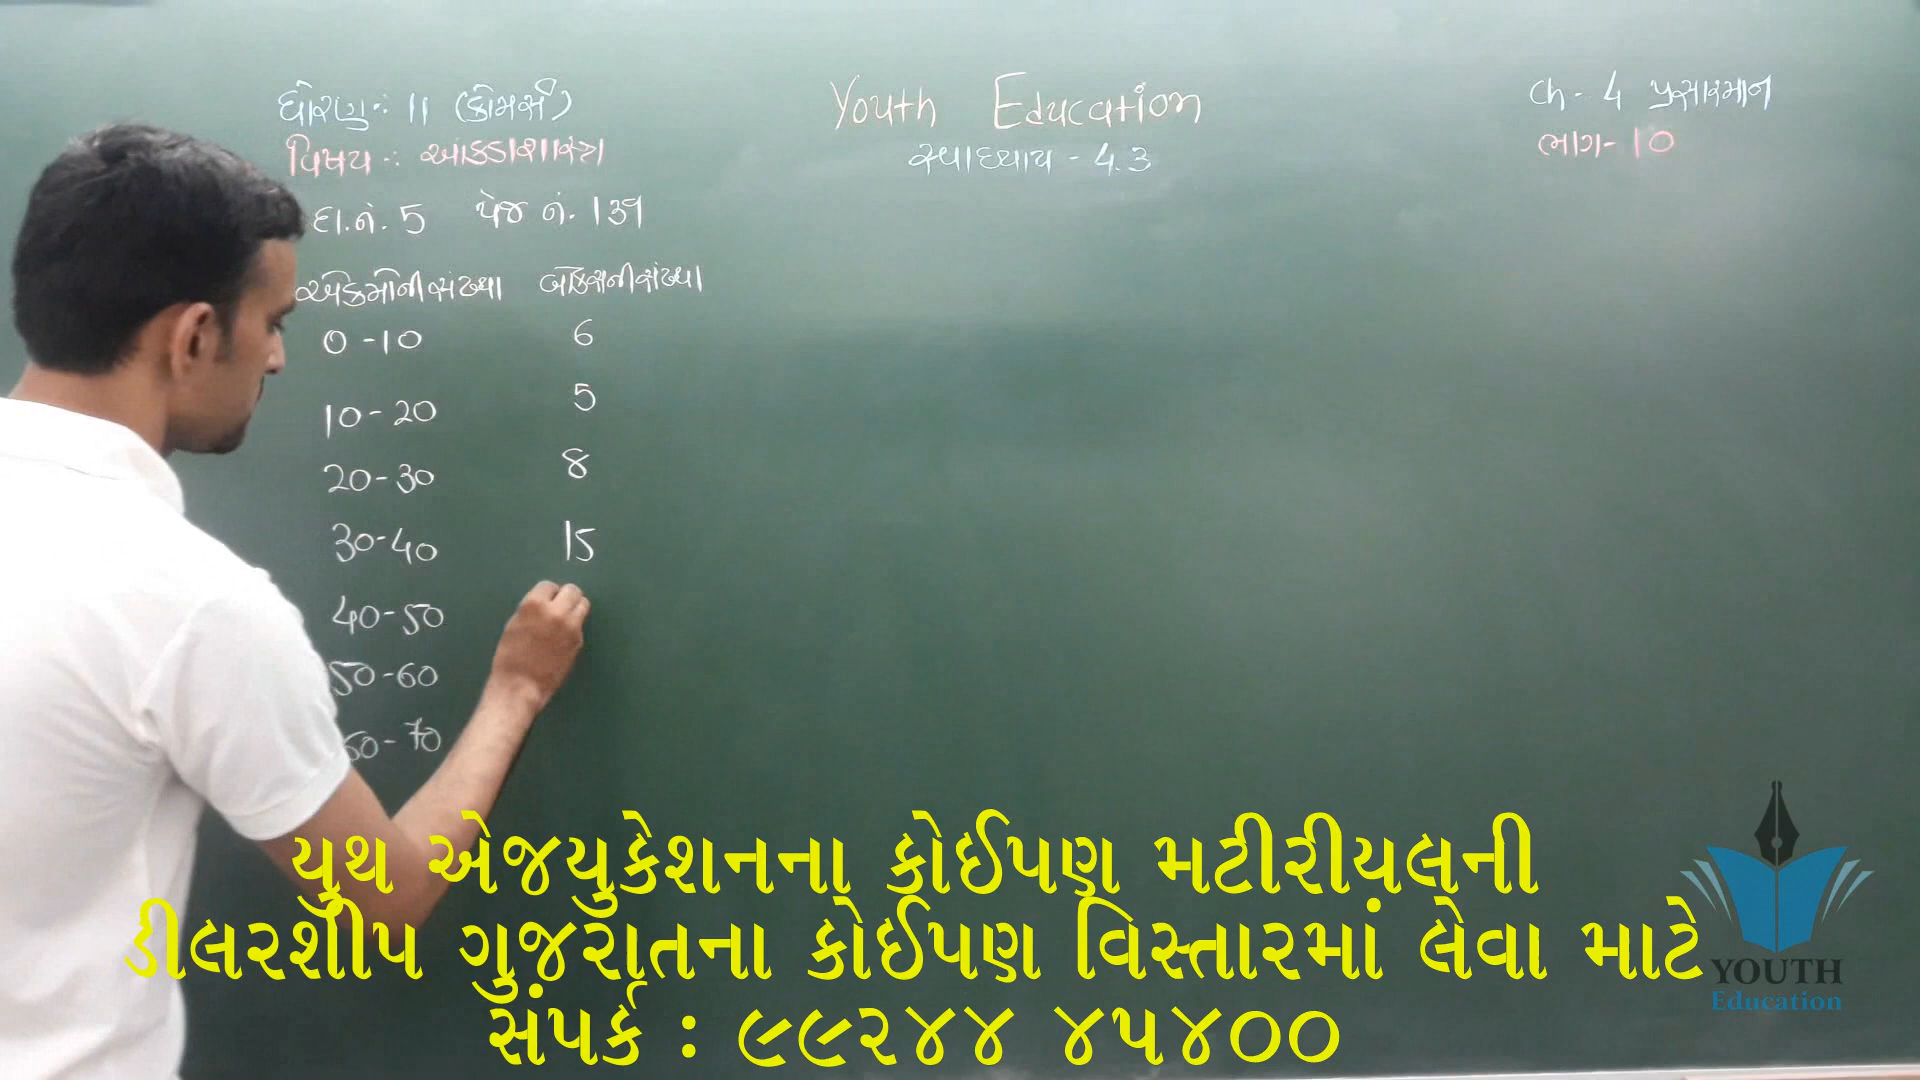 ધોરણ :- 11 (કોમર્સ)
વિષય :- આંકડાશાસ્ત્ર
Youth Education
સ્વાધ્યાય - 4.3
Ch - 4 પ્રસારમાન
ભાગ - 10
દા.નં. 5 પેજ નં. 139
એકમોની સંખ્યા બોક્સની સંખ્યા
0 - 10 6
10 - 20 5
20 - 30 8
30 - 40 15
40 - 50
50 - 60
60 - 70
યુથ એજયુકેશનના કોઈપણ મટીરીયલની
ડીલરશીપ ગુજરાતના કોઈપણ વિસ્તારમાં લેવા માટે
સંપર્ક : ૯૯૨૪૪ ૪૫૪૦૦
YOUTH
Education